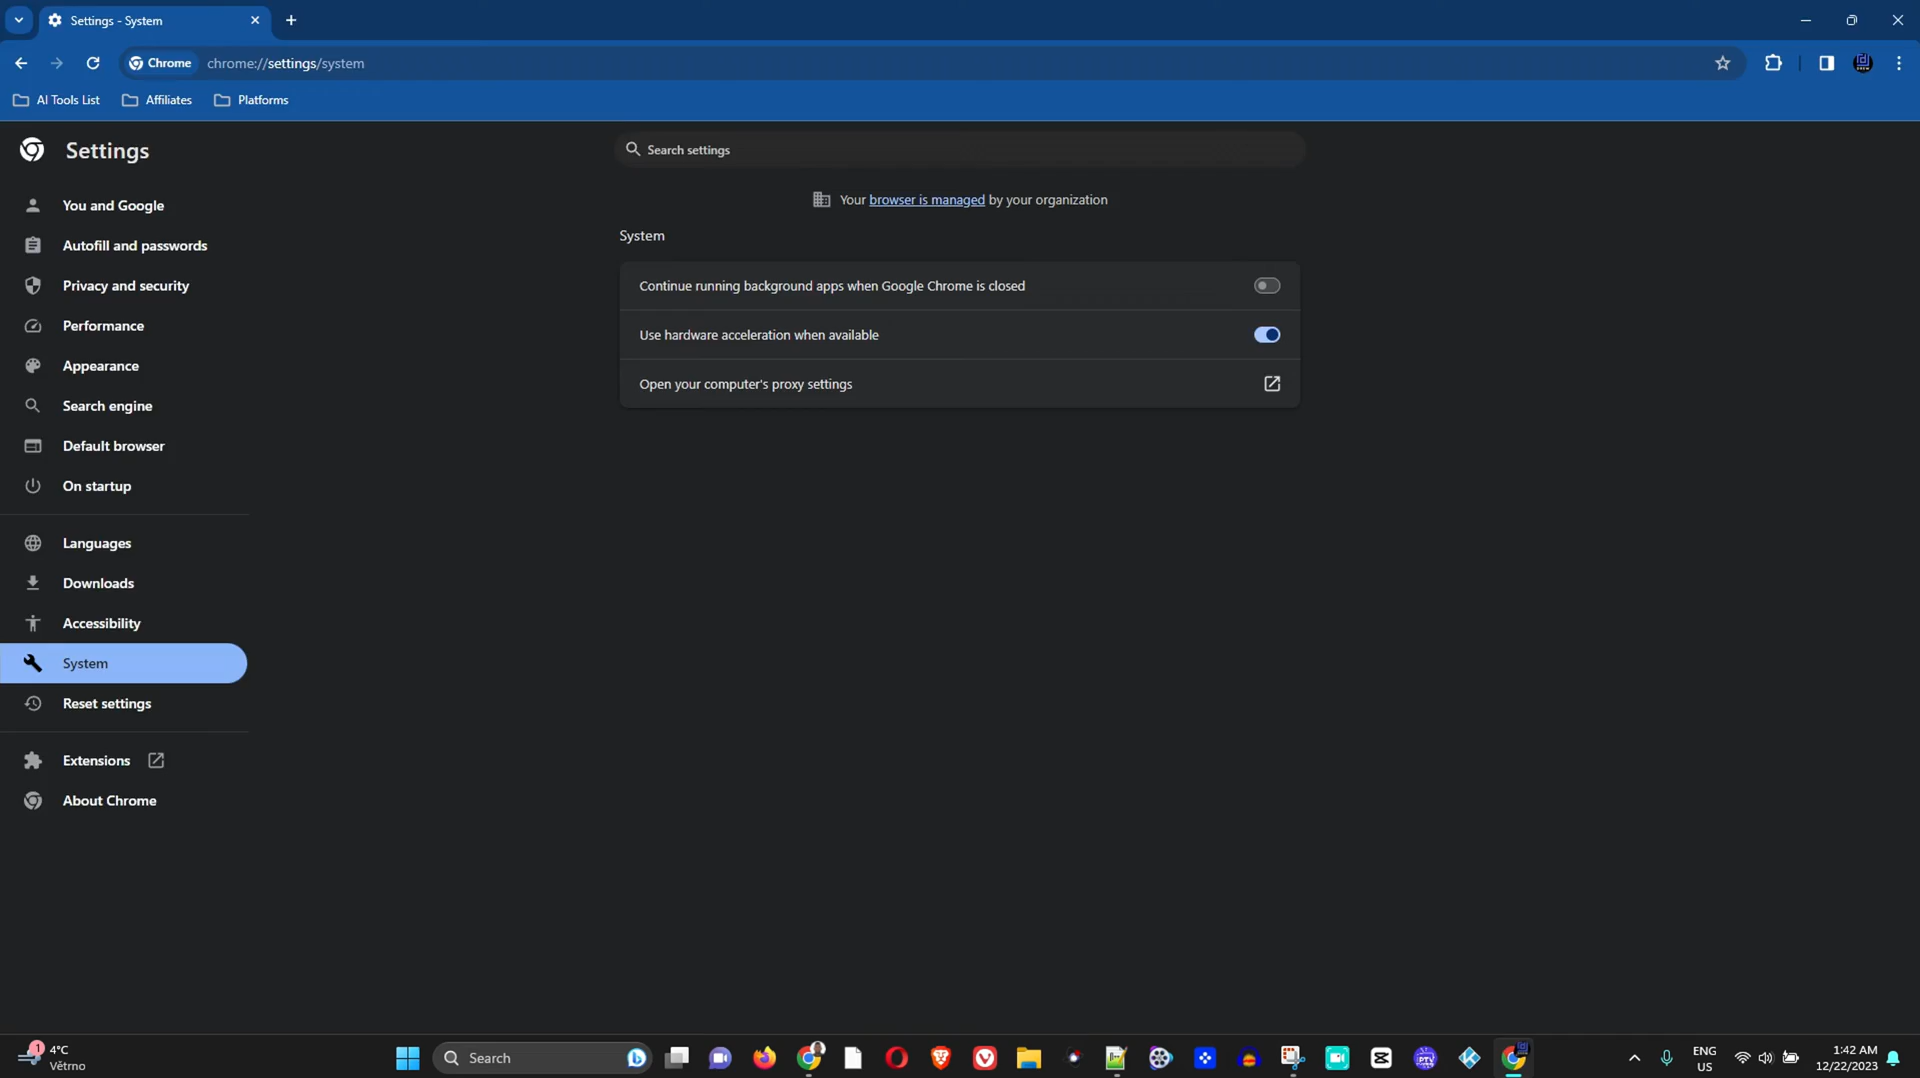 Settings - System
Chrome
chrome://settings/system
AI Tools List
Affiliates
Platforms
Settings
Search settings
Your browser is managed by your organization
You and Google
Autofill and passwords
Privacy and security
Performance
Appearance
Search engine
Default browser
On startup
Languages
Downloads
Accessibility
System
Reset settings
Extensions
About Chrome
System
Continue running background apps when Google Chrome is closed
Use hardware acceleration when available
Open your computer's proxy settings
1
4°C
Větrno
Search
PTV
ENG
US
1:42 AM
12/22/2023